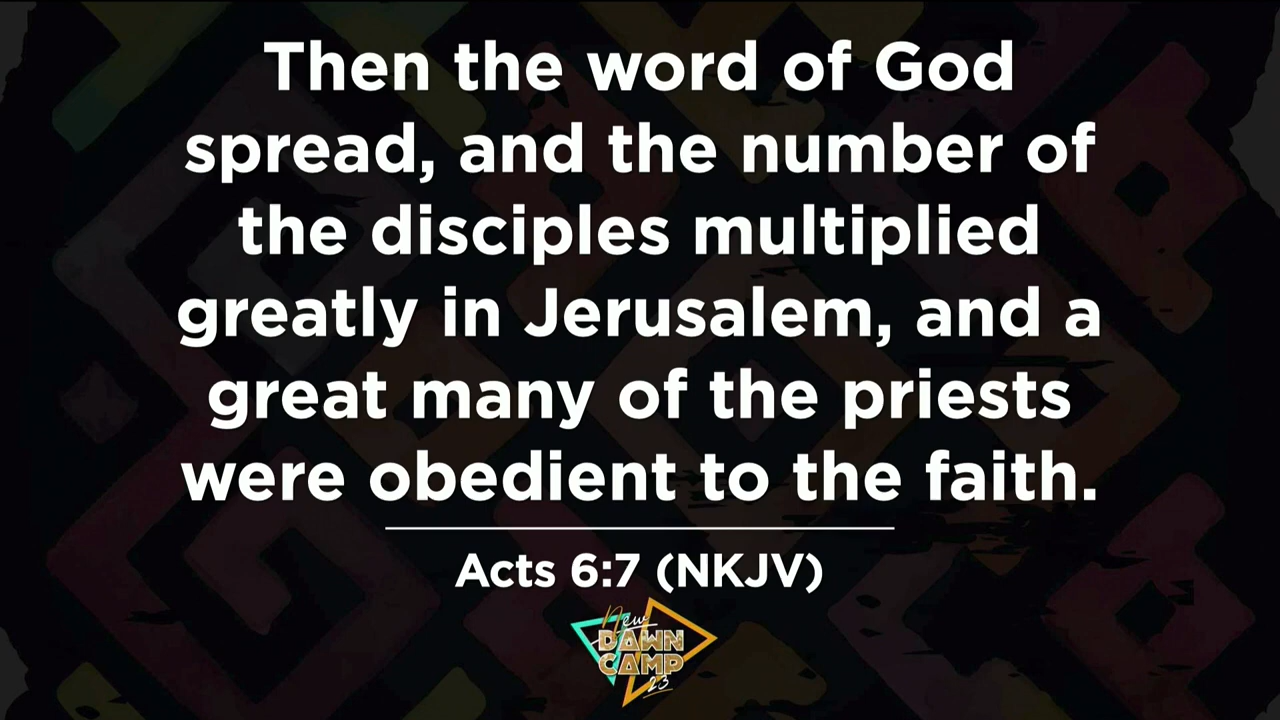 Then the word of God
spread, and the number of
the disciples multiplied
greatly in Jerusalem, and a
great many of the priests
were obedient to the faith.
Acts 6:7 (NKJV)
New
DAWN
CAMP
23